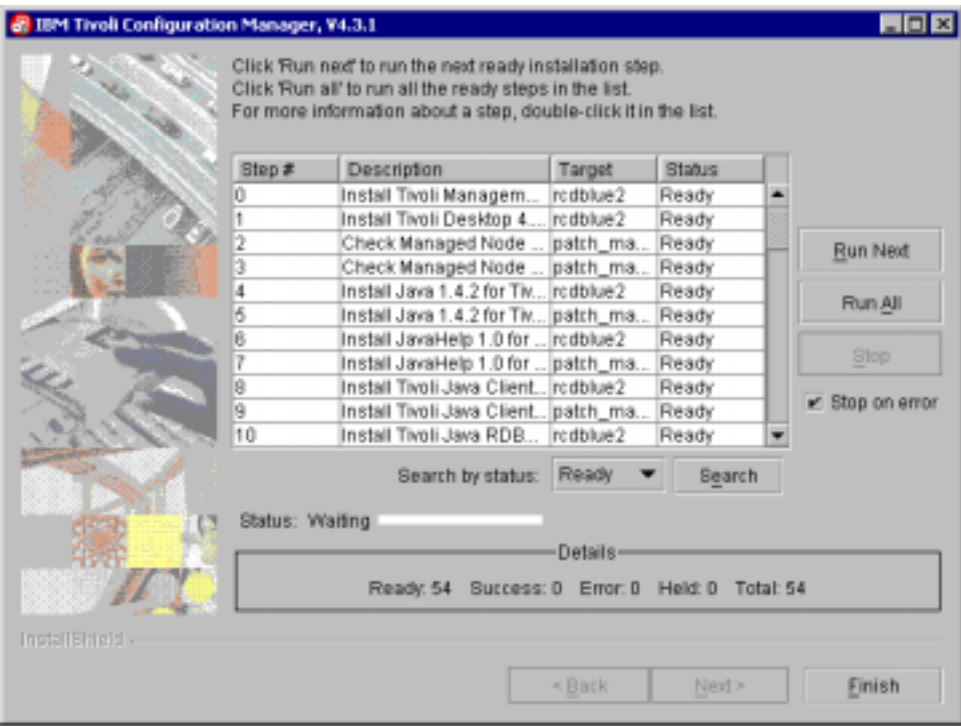 IBM Tivoli Configuration Manager, V4.3.1
Click 'Run next' to run the next ready installation step.
Click 'Run all' to run all the ready steps in the list.
For more information about a step, double-click it in the list.
Step # Description Target Status
0 Install Tivoli Managem... rcdblue2 Ready
1 Install Tivoli Desktop 4.... rcdblue2 Ready
2 Check Managed Node ... patch_ma... Ready
3 Check Managed Node ... patch_ma... Ready
4 Install Java 1.4.2 for Tiv... rcdblue2 Ready
5 Install Java 1.4.2 for Tiv... patch_ma... Ready
6 Install JavaHelp 1.0 for ... rcdblue2 Ready
7 Install JavaHelp 1.0 for ... patch_ma... Ready
8 Install Tivoli Java Client... rcdblue2 Ready
9 Install Tivoli Java Client... patch_ma... Ready
10 Install Tivoli Java RDB... rcdblue2 Ready
Run Next
Run All
Stop
Stop on error
Search by status: Ready Search
Status: Waiting
Details
Ready: 54 Success: 0 Error: 0 Held: 0 Total: 54
InstallShield
< Back Next > Finish